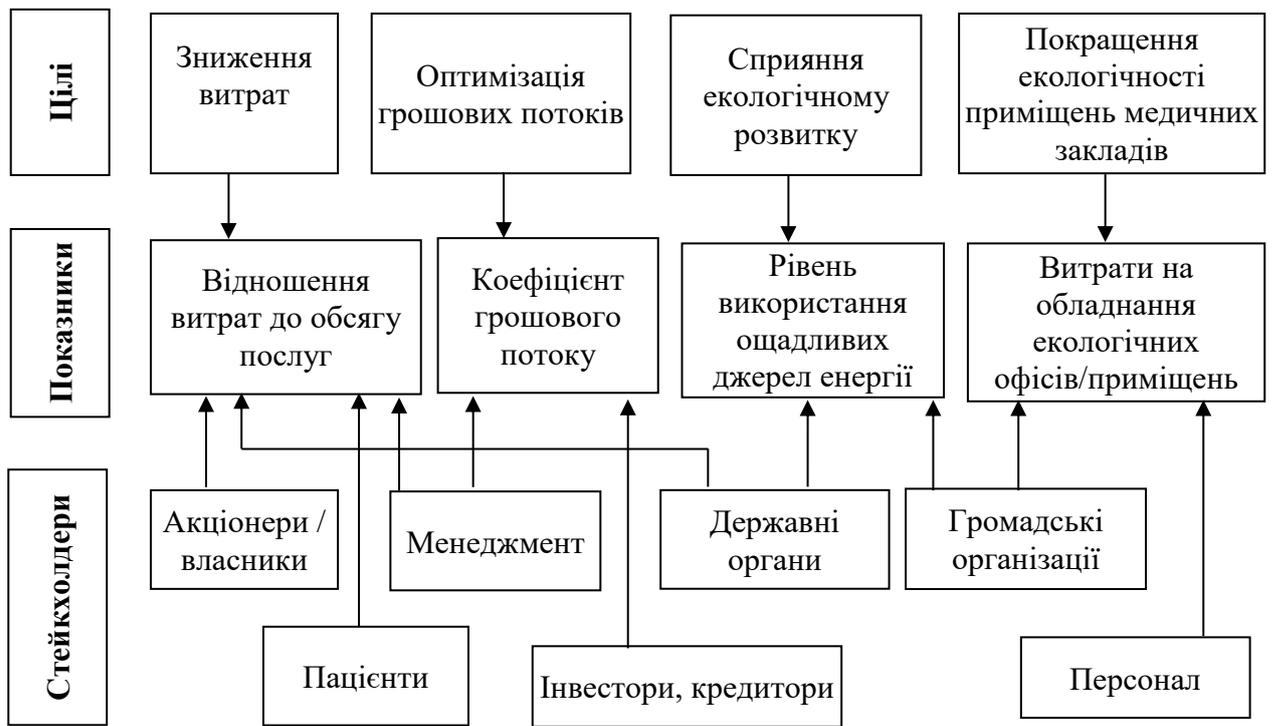 Цілі
Зниження
витрат
Оптимізація
грошових потоків
Сприяння
екологічному
розвитку
Покращення
екологічності
приміщень медичних
закладів
Показники
Відношення
витрат до обсягу
послуг
Коефіцієнт
грошового
потоку
Рівень
використання
ощадливих
джерел енергії
Витрати на
обладнання
екологічних
офісів/приміщень
Стейкхолдери
Акціонери /
власники
Менеджмент
Державні
органи
Громадські
організації
Пацієнти
Інвестори, кредитори
Персонал